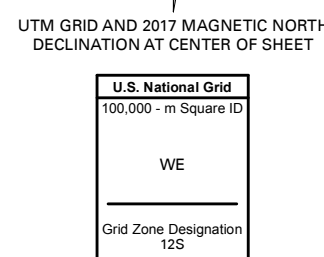 UTM GRID AND 2017 MAGNETIC NORTH
DECLINATION AT CENTER OF SHEET
U.S. National Grid
100,000 - m Square ID
WE
Grid Zone Designation
12S